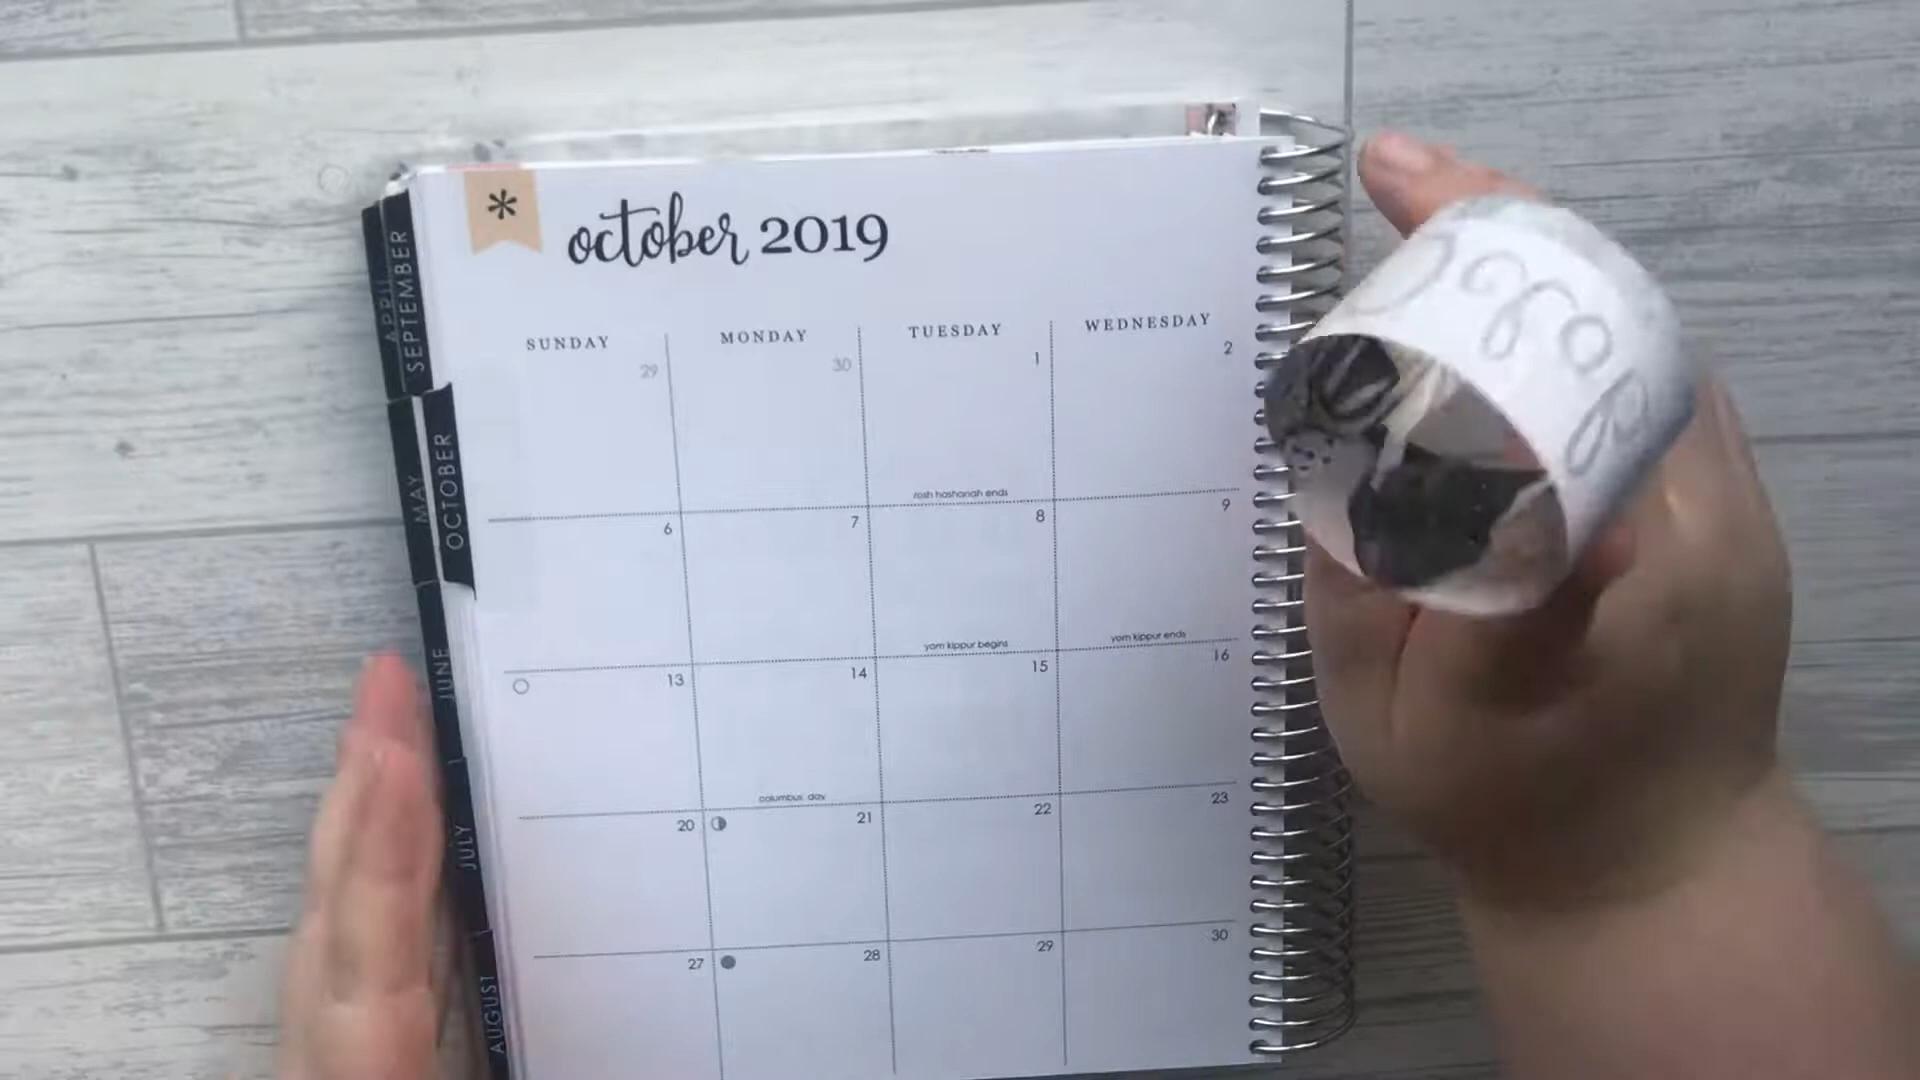 *
october 2019
SUNDAY MONDAY TUESDAY WEDNESDAY
29 30 1 2
rosh hashanah ends
6 7 8 9
yom kippur begins yom kippur ends
13 14 15 16
columbus day
20 21 22 23
27 28 29 30
APRIL
SEPTEMBER
MAY
OCTOBER
JUNE
JULY
AUGUST